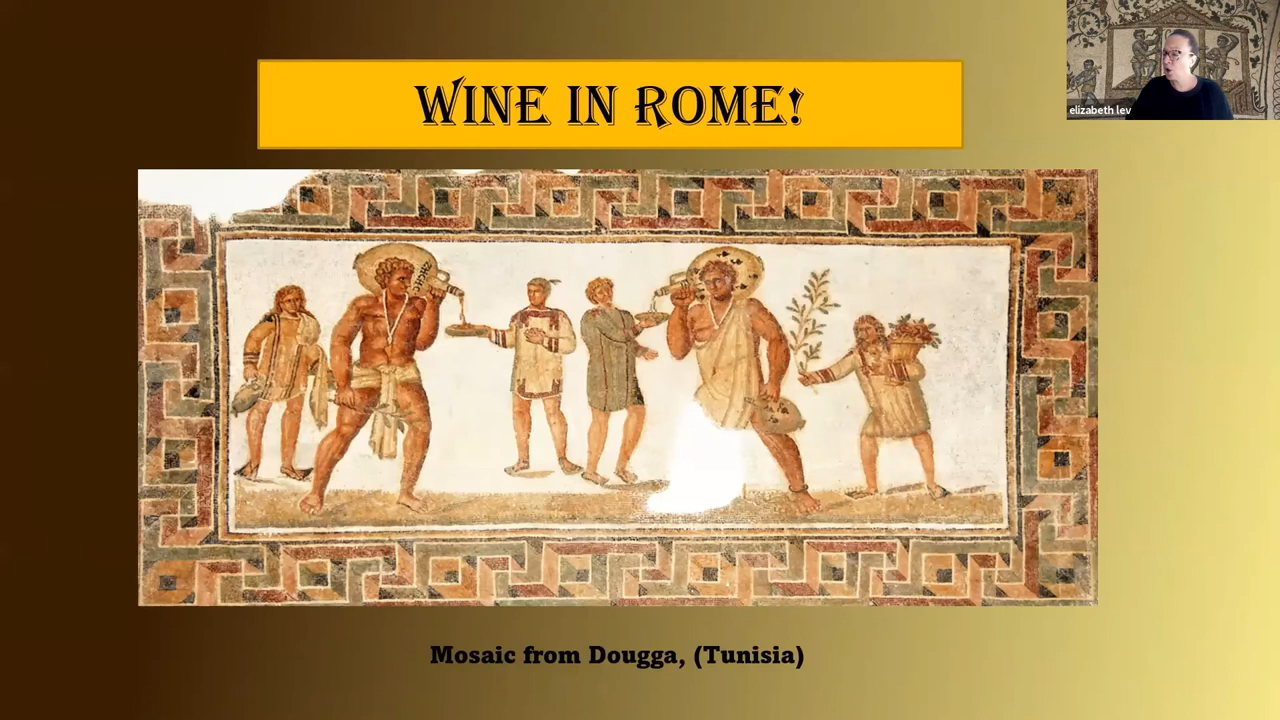 WINE IN ROME!
elizabeth lev
Mosaic from Dougga, (Tunisia)